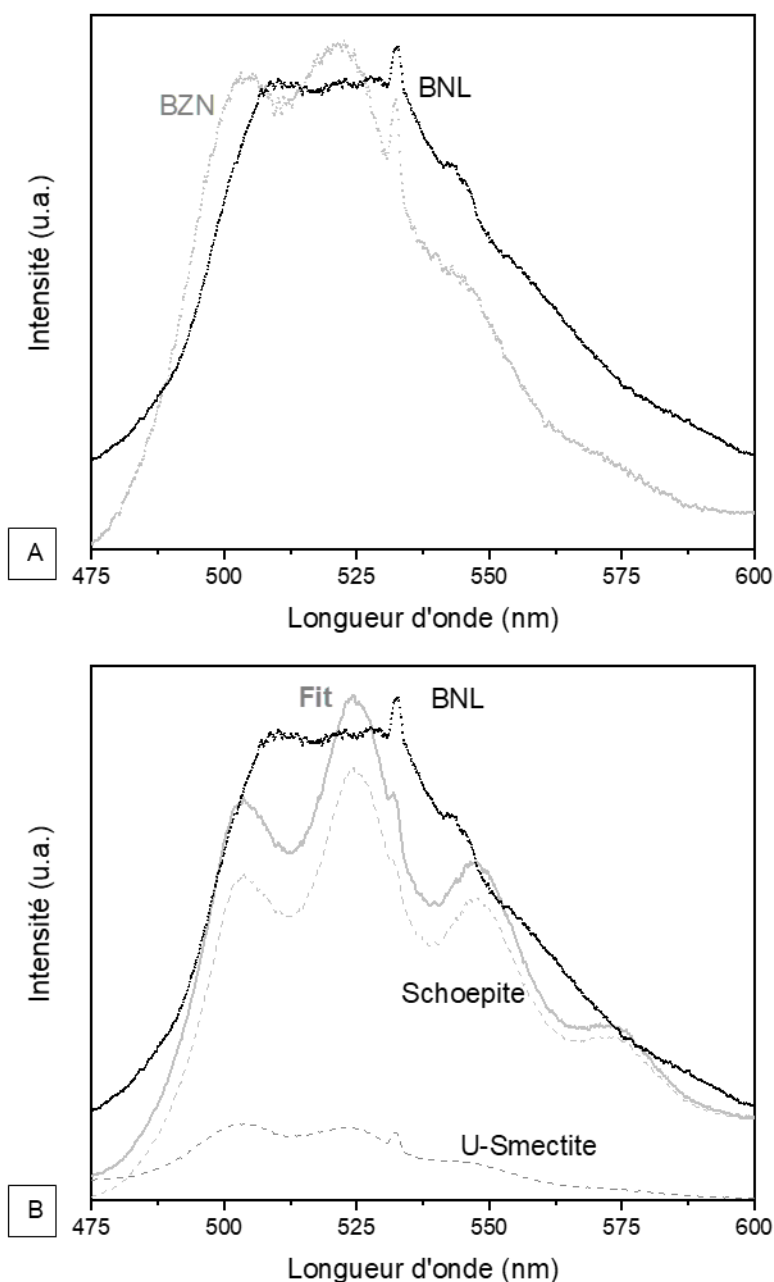 BZN
BNL
Intensité (u.a.)
A
475 500 525 550 575 600
Longueur d'onde (nm)
Fit
BNL
Intensité (u.a.)
Schoepite
U-Smectite
B
475 500 525 550 575 600
Longueur d'onde (nm)